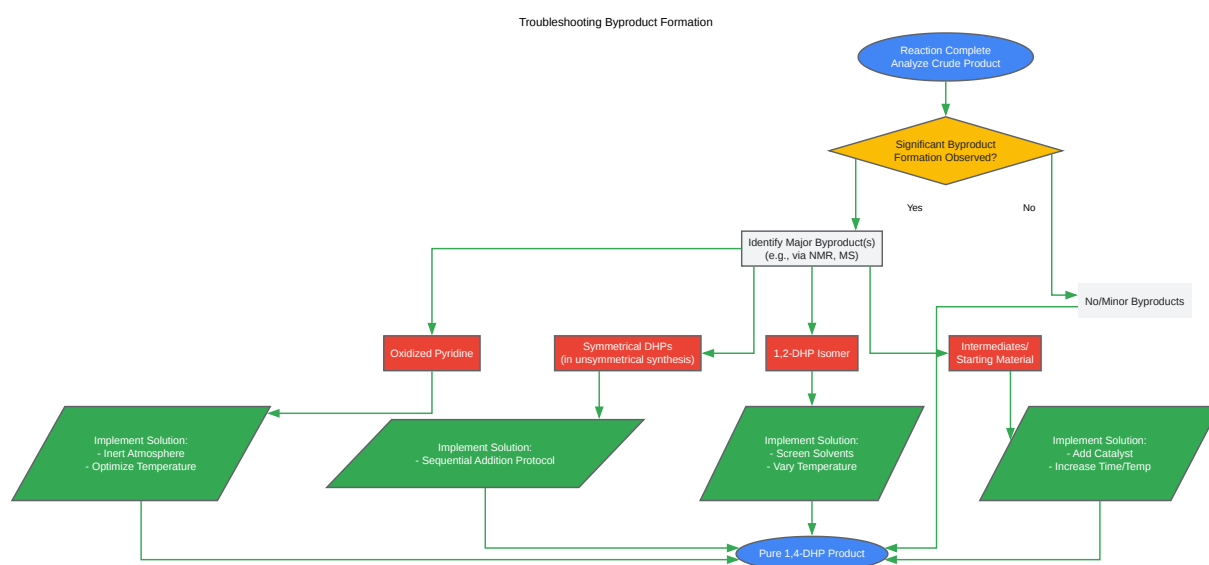 Troubleshooting Byproduct Formation
Reaction Complete
Analyze Crude Product
Significant Byproduct
Formation Observed?
Yes
No
Identify Major Byproduct(s)
(e.g., via NMR, MS)
No/Minor Byproducts
Oxidized Pyridine
Symmetrical DHPs
(in unsymmetrical synthesis)
1,2-DHP Isomer
Intermediates/
Starting Material
Implement Solution:
- Inert Atmosphere
- Optimize Temperature
Implement Solution:
- Sequential Addition Protocol
Implement Solution:
- Screen Solvents
- Vary Temperature
Implement Solution:
- Add Catalyst
- Increase Time/Temp
Pure 1,4-DHP Product